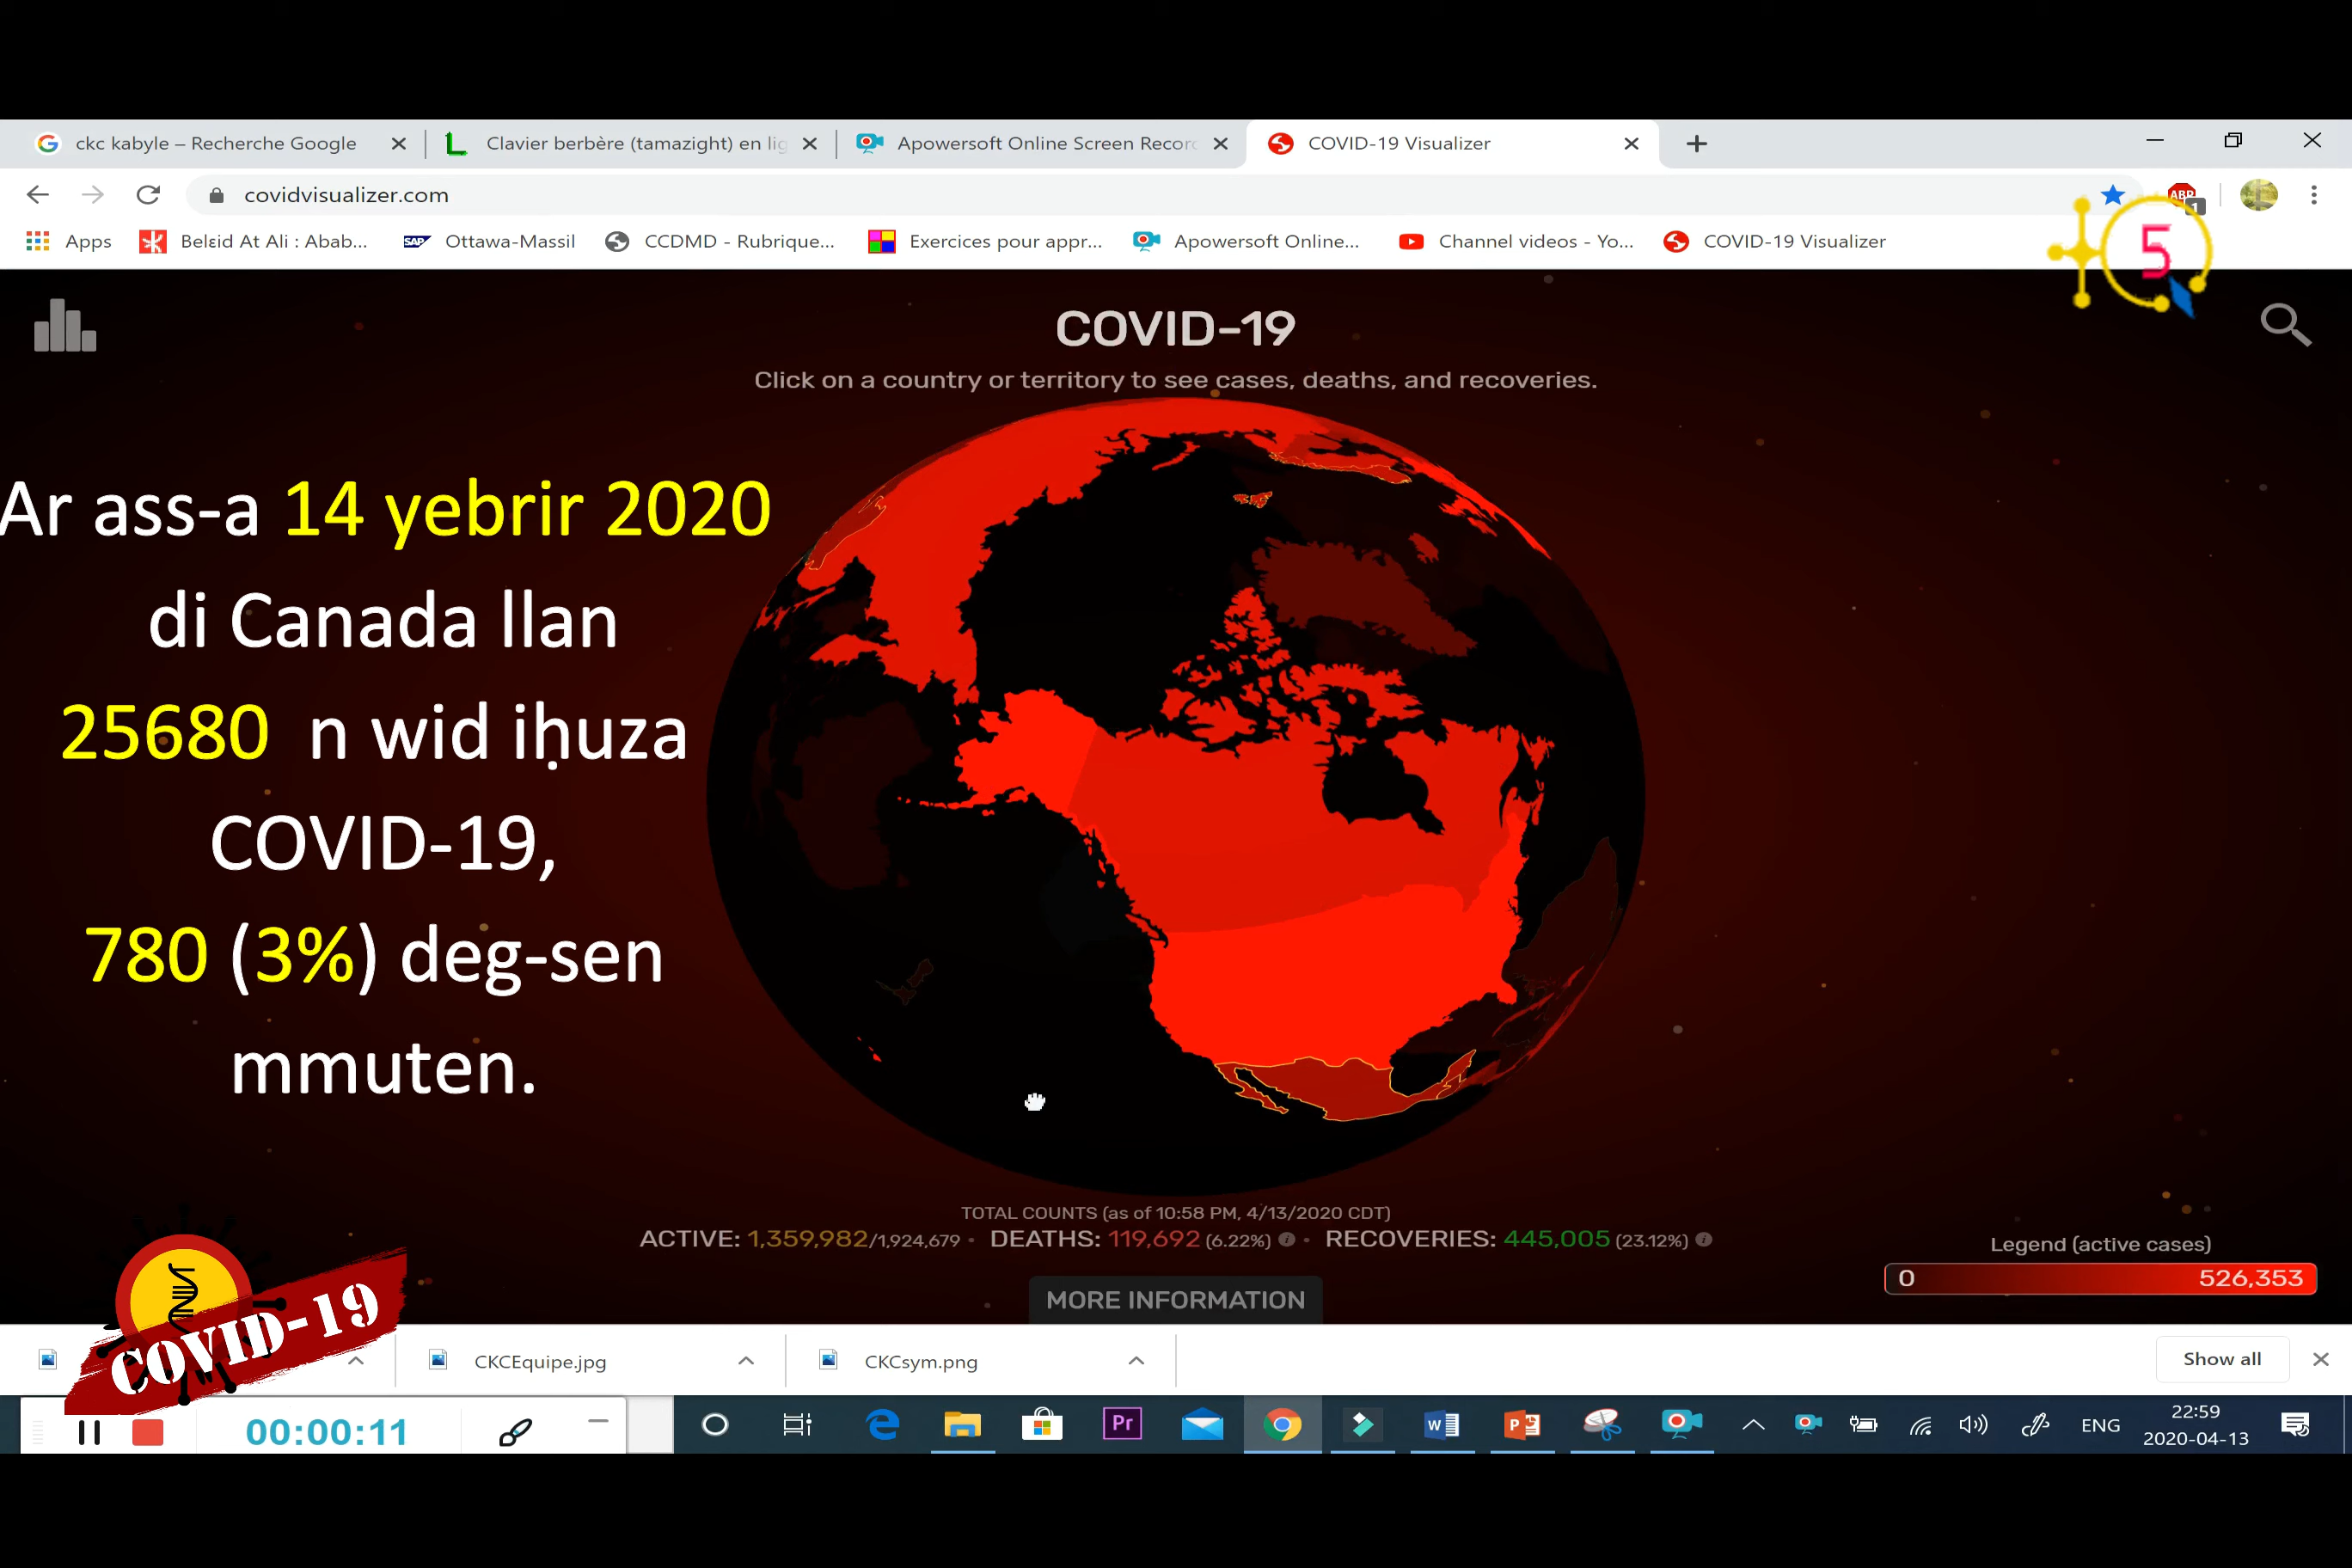 ckc kabyle – Recherche Google
Clavier berbère (tamazight) en lig
Apowersoft Online Screen Recor
COVID-19 Visualizer
covidvisualizer.com
ABP
1
Apps
Belɛid At Ali : Abab...
SAP
Ottawa-Massil
CCDMD - Rubrique...
Exercices pour appr...
Apowersoft Online...
Channel videos - Yo...
COVID-19 Visualizer
5
COVID-19
Click on a country or territory to see cases, deaths, and recoveries.
Ar ass-a 14 yebrir 2020
di Canada llan
25680 n wid iḥuza
COVID-19,
780 (3%) deg-sen
mmuten.
TOTAL COUNTS (as of 10:58 PM, 4/13/2020 CDT)
ACTIVE: 1,359,982/1,924,679 • DEATHS: 119,692 (6.22%) • RECOVERIES: 445,005 (23.12%)
Legend (active cases)
0 526,353
MORE INFORMATION
COVID-19
CKCEquipe.jpg
CKCsym.png
Show all
00:00:11
Pr
ENG
22:59
2020-04-13